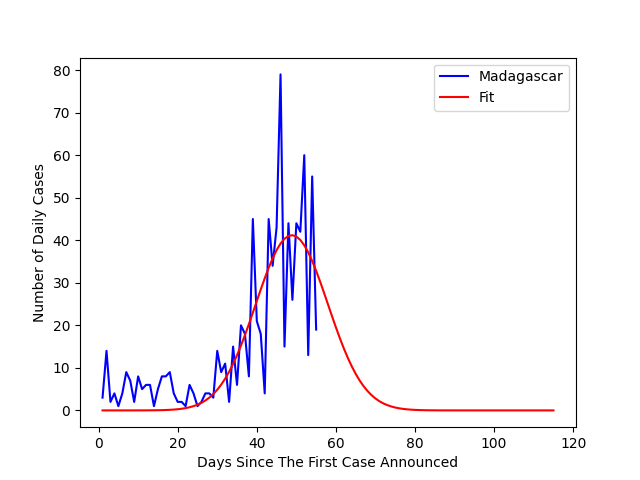 80
70
60
50
40
30
20
10
0
Number of Daily Cases
Madagascar
Fit
0 20 40 60 80 100 120
Days Since The First Case Announced